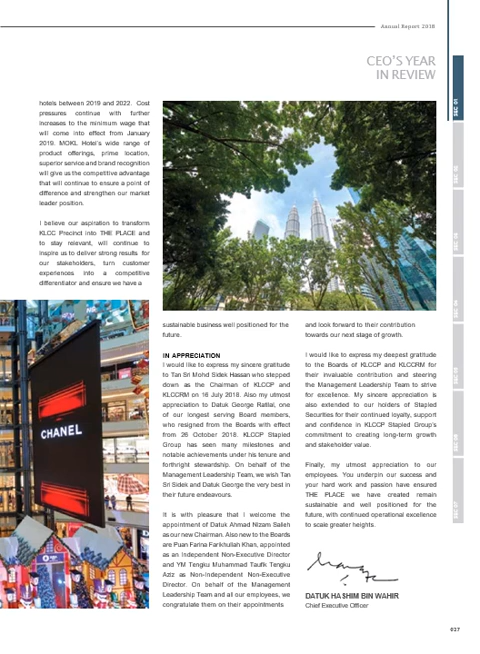 Annual Report 2018
CEO'S YEAR
IN REVIEW
hotels between 2019 and 2022. Cost
pressures continue with further
increases to the minimum wage that
will come into effect from January
2019. MOKL Hotel's wide range of
product offerings, prime location,
superior service and brand recognition
will give us the competitive advantage
that will continue to ensure a point of
difference and strengthen our market
leader position.
I believe our aspiration to transform
KLCC Precinct into THE PLACE and
to stay relevant, will continue to
inspire us to deliver strong results for
our stakeholders, turn customer
experiences into a competitive
differentiator and ensure we have a
CHANEL
sustainable business well positioned for the
future.
IN APPRECIATION
I would like to express my sincere gratitude
to Tan Sri Mohd Sidek Hassan who stepped
down as the Chairman of KLCCP and
KLCCRM on 16 July 2018. Also my utmost
appreciation to Datuk George Ratilal, one
of our longest serving Board members,
who resigned from the Boards with effect
from 26 October 2018. KLCCP Stapled
Group has seen many milestones and
notable achievements under his tenure and
forthright stewardship. On behalf of the
Management Leadership Team, we wish Tan
Sri Sidek and Datuk George the very best in
their future endeavours.
It is with pleasure that I welcome the
appointment of Datuk Ahmad Nizam Salleh
as our new Chairman. Also new to the Boards
are Puan Farina Farikhullah Khan, appointed
as an Independent Non-Executive Director
and YM Tengku Muhammad Taufik Tengku
Aziz as Non-Independent Non-Executive
Director. On behalf of the Management
Leadership Team and all our employees, we
congratulate them on their appointments
and look forward to their contribution
towards our next stage of growth.
I would like to express my deepest gratitude
to the Boards of KLCCP and KLCCRM for
their invaluable contribution and steering
the Management Leadership Team to strive
for excellence. My sincere appreciation is
also extended to our holders of Stapled
Securities for their continued loyalty, support
and confidence in KLCCP Stapled Group's
commitment to creating long-term growth
and stakeholder value.
Finally, my utmost appreciation to our
employees. You underpin our success and
your hard work and passion have ensured
THE PLACE we have created remain
sustainable and well positioned for the
future, with continued operational excellence
to scale greater heights.
DATUK HASHIM BIN WAHIR
Chief Executive Officer
SEC 01
SEC 02
SEC 03
SEC 04
SEC 05
SEC 06
SEC 07
037